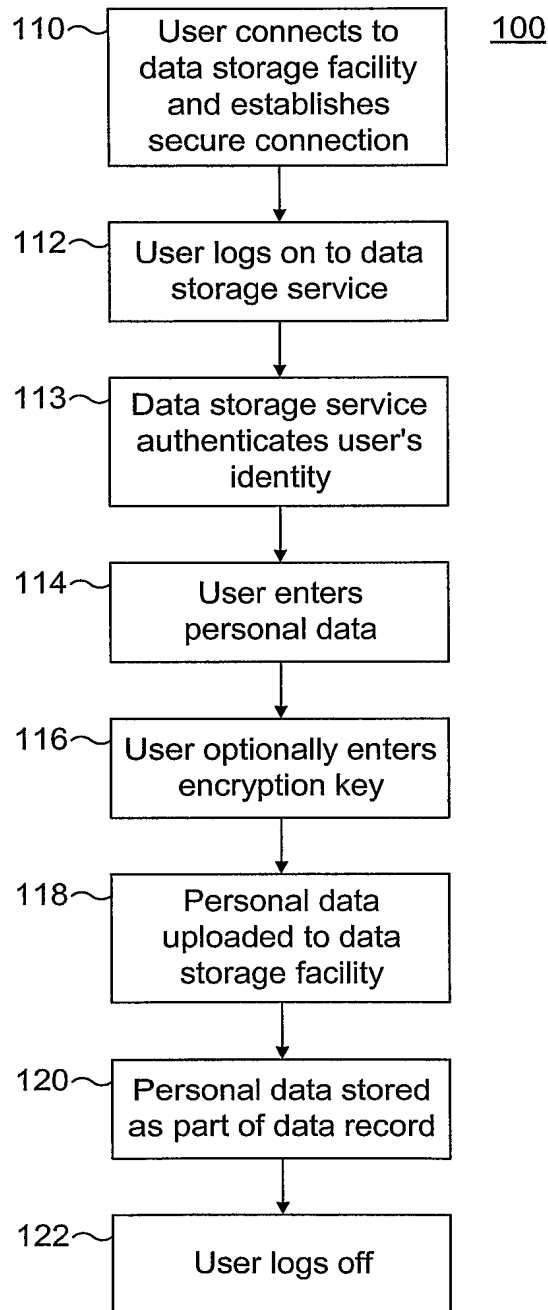 110
User connects to
data storage facility
and establishes
secure connection
100
112
User logs on to data
storage service
113
Data storage service
authenticates user's
identity
114
User enters
personal data
116
User optionally enters
encryption key
118
Personal data
uploaded to data
storage facility
120
Personal data stored
as part of data record
122
User logs off